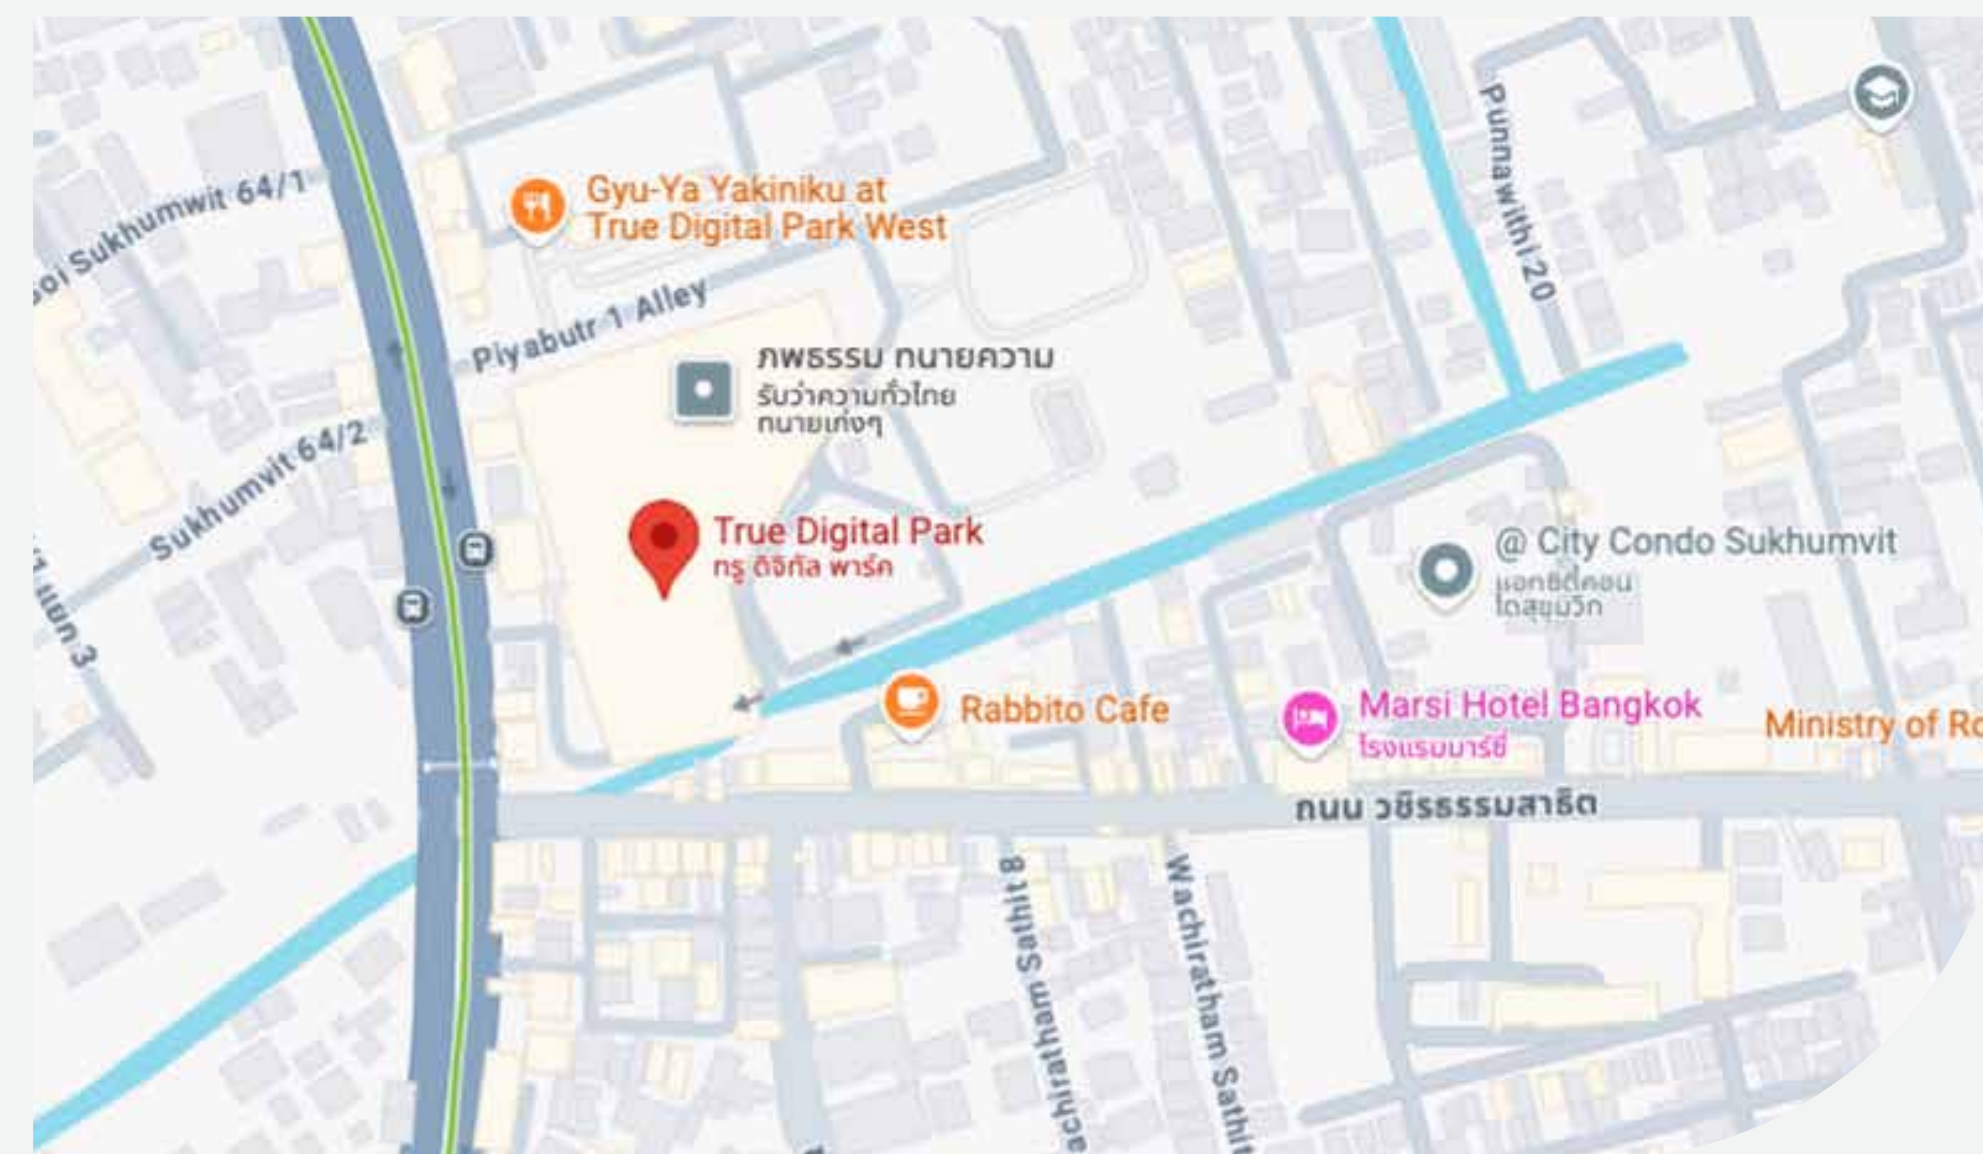 Soi Sukhumwit 64/1
Gyu-Ya Yakiniku at
True Digital Park West
Punnawithi 20
Piyabutr 1 Alley
ภพธรรม ทนายความ
รับว่าความทั่วไทย
ทนายเก่งๆ
Sukhumvit 64/2
True Digital Park
ทรู ดิจิทัล พาร์ค
@ City Condo Sukhumvit
แอทซิตี้คอน
โดสุขุมวิท
แยก 3
Rabbito Cafe
Marsi Hotel Bangkok
โรงแรมมาร์ซี่
Ministry of
ถนน วชิรธรรมสาธิต
Wachiratham Sathit 8
Wachiratham Sathit